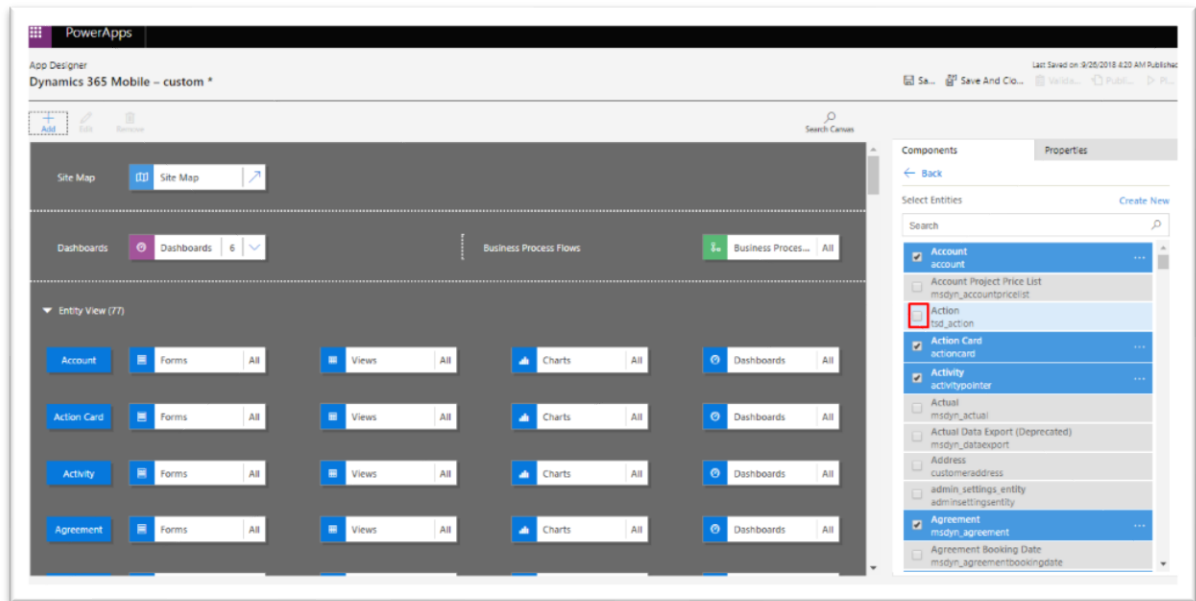 PowerApps
App Designer
Last Saved on :9/26/2018 4:20 AM Published
Dynamics 365 Mobile – custom *
Sa... Save And Clo... Valida... Publ...
Add Edit Remove
Search Canvas
Components Properties
Back
Select Entities Create New
Search
Site Map Site Map
Dashboards Dashboards 6 Business Process Flows Business Proces... All
Entity View (77)
Account Forms All Views All Charts All Dashboards All
Action Card Forms All Views All Charts All Dashboards All
Activity Forms All Views All Charts All Dashboards All
Agreement Forms All Views All Charts All Dashboards All
Account
account
Account Project Price List
msdyn_accountpricelist
Action
tsd_action
Action Card
actioncard
Activity
activitypointer
Actual
msdyn_actual
Actual Data Export (Deprecated)
msdyn_dataexport
Address
customeraddress
admin_settings_entity
adminsettingsentity
Agreement
msdyn_agreement
Agreement Booking Date
msdyn_agreementbookingdate